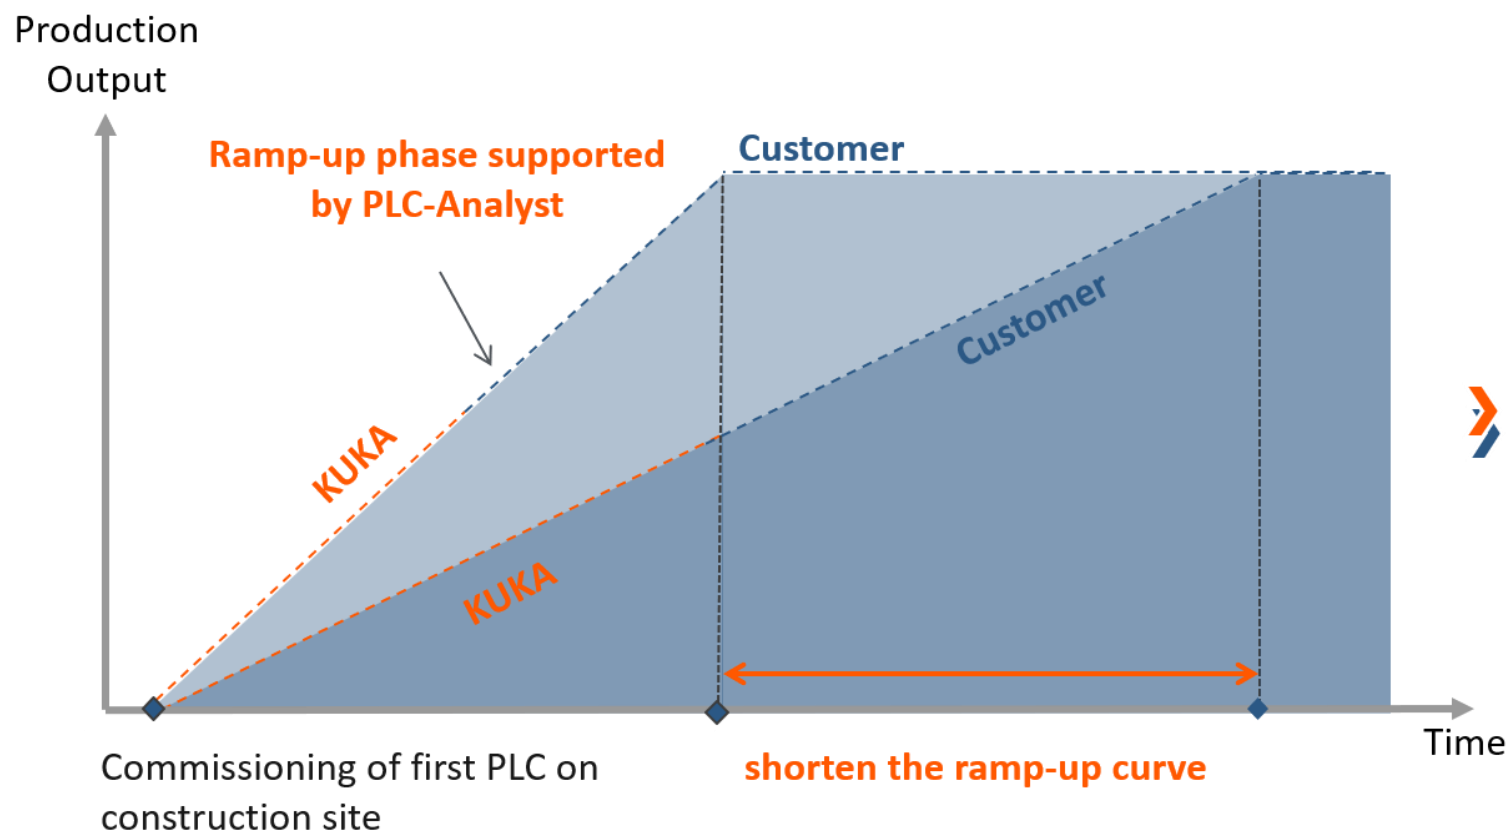 Production
Output
Ramp-up phase supported
by PLC-Analyst
Customer
Customer
KUKA
KUKA
Time
Commissioning of first PLC on
construction site
shorten the ramp-up curve